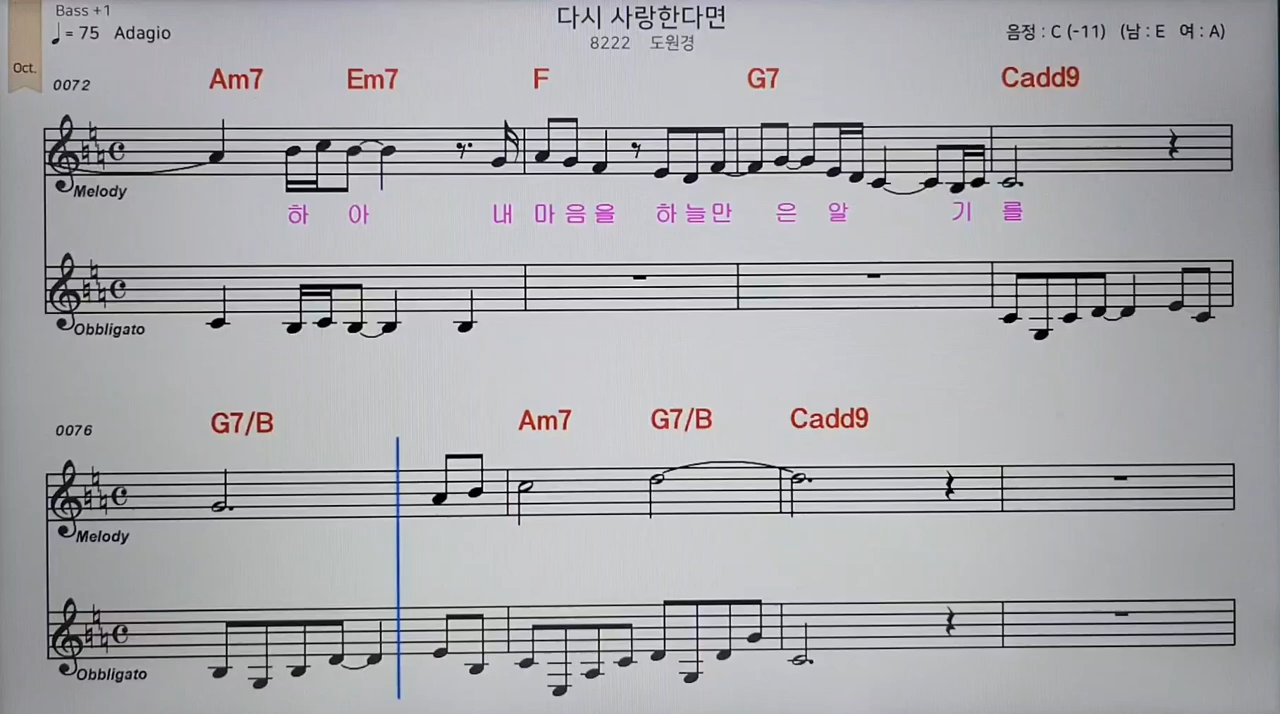 Bass +1
다시 사랑한다면
♩ = 75 Adagio
8222 도원경
음정 : C (-11) (남 : E 여 : A)
Oct.
0072
Am7 Em7 F G7 Cadd9
Melody
하 아 내 마 음 을 하 늘 만 은 알 기 를
Obbligato
0076
G7/B Am7 G7/B Cadd9
Melody
Obbligato